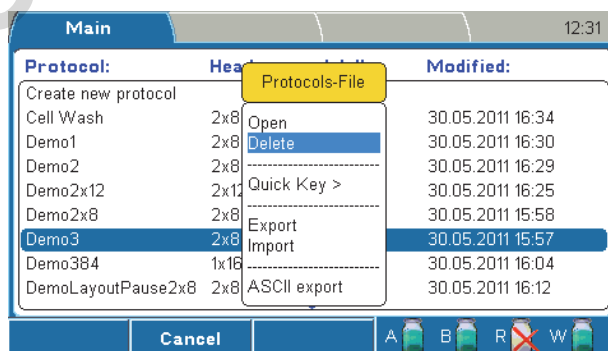 Main 12:31
Protocol: Modified:
Protocols-File
Create new protocol
Cell Wash 2x8 30.05.2011 16:34
Open
Demo1 2x8 30.05.2011 16:30
Delete
Demo2 2x8 30.05.2011 16:29
Demo2x12 2x12 30.05.2011 16:25
Quick Key >
Demo2x8 2x8 30.05.2011 15:58
Export
Demo3 2x8 30.05.2011 15:57
Import
Demo384 1x16 30.05.2011 16:04
DemoLayoutPause2x8 2x8 30.05.2011 16:12
ASCII export
Cancel A B R W